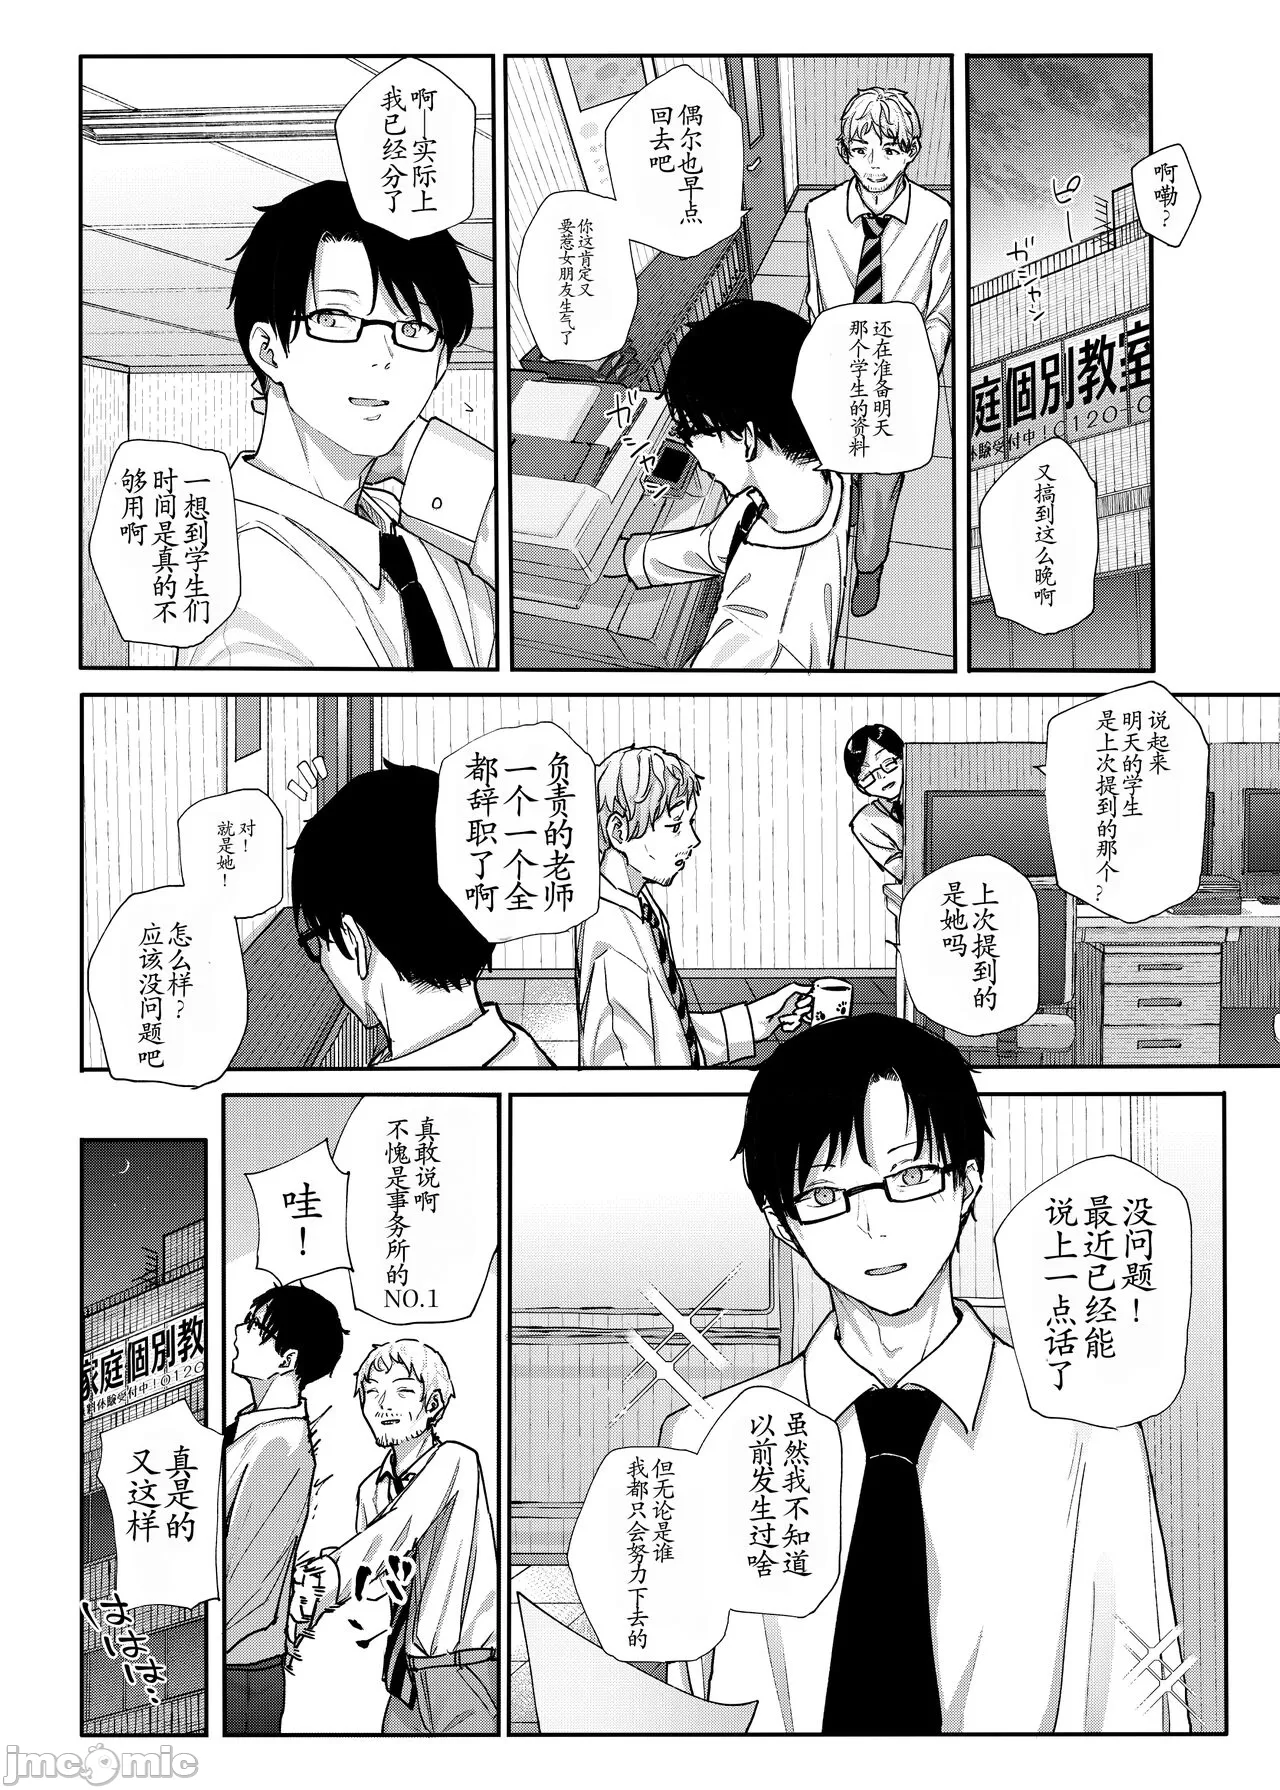 啊嘞?
ピー
ガシャン
庭個別教室
体験受付中!0120-0
又搞到这么晚啊
偶尔也早点
回去吧
你这肯定又
要惹女朋友生气了
还在准备明天
那个学生的资料
ガシャン
啊—实际上
我已经分了
一想到学生们
时间是真的不
够用啊
说起来
明天的学生
是上次提到的那个?
上次提到的
是她吗
负责的老师
一个一个全
都辞职了啊
对!
就是她!
怎么样?
应该没问题吧
没问题!
最近已经能
说上一点话了
虽然我不知道
以前发生过啥
但无论是谁
我都只会努力下去的
真敢说啊
不愧是事务所的
NO.1
哇!
家庭個別教
料体験受付中!0120
真是的
又这样
ははは…
jmcomic